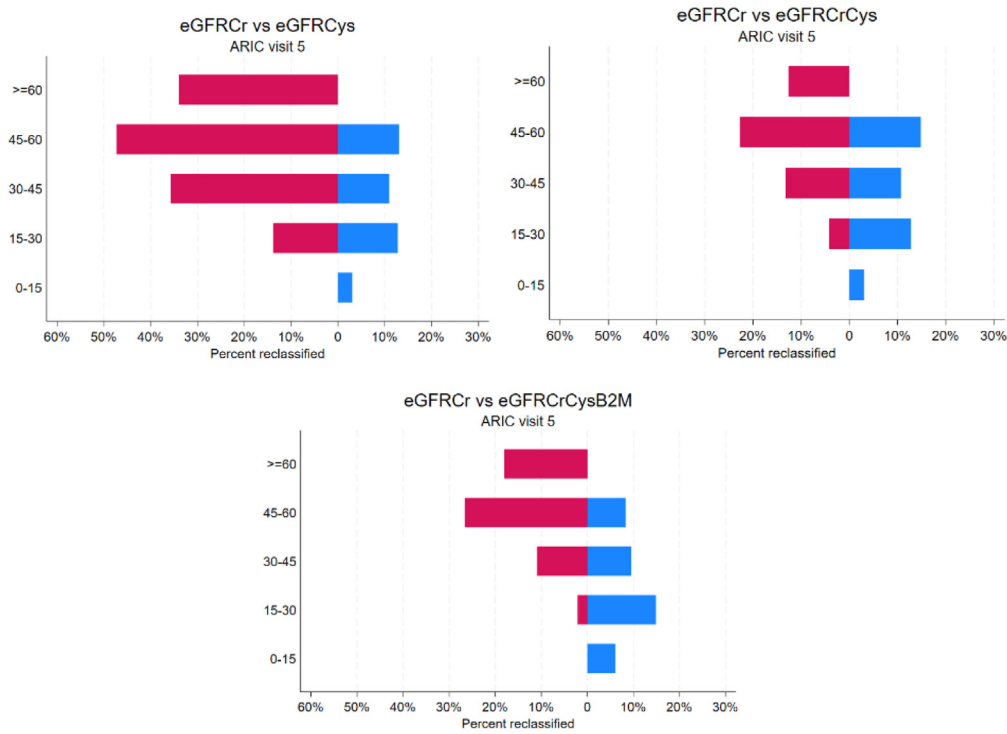 eGFRCr vs eGFRCys
ARIC visit 5
>=60
45-60
30-45
15-30
0-15
60% 50% 40% 30% 20% 10% 0 10% 20% 30%
Percent reclassified
eGFRCr vs eGFRCrCys
ARIC visit 5
>=60
45-60
30-45
15-30
0-15
60% 50% 40% 30% 20% 10% 0 10% 20% 30%
Percent reclassified
eGFRCr vs eGFRCrCysB2M
ARIC visit 5
>=60
45-60
30-45
15-30
0-15
60% 50% 40% 30% 20% 10% 0 10% 20% 30%
Percent reclassified